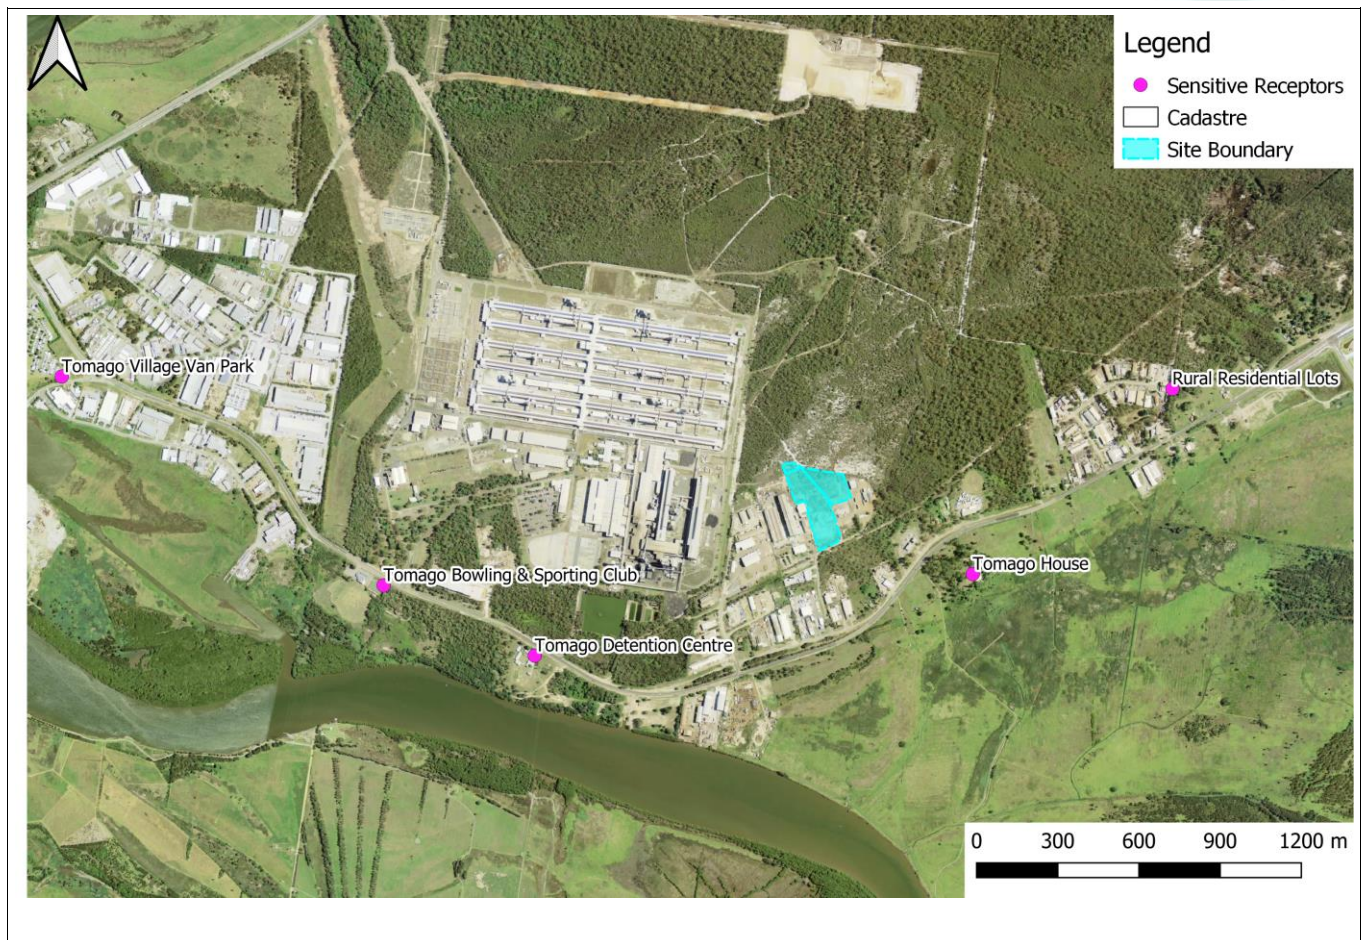 Legend
Sensitive Receptors
Cadastre
Site Boundary
Tomago Village Van Park
Rural Residential Lots
Tomago House
Tomago Bowling & Sporting Club
Tomago Detention Centre
0 300 600 900 1200 m